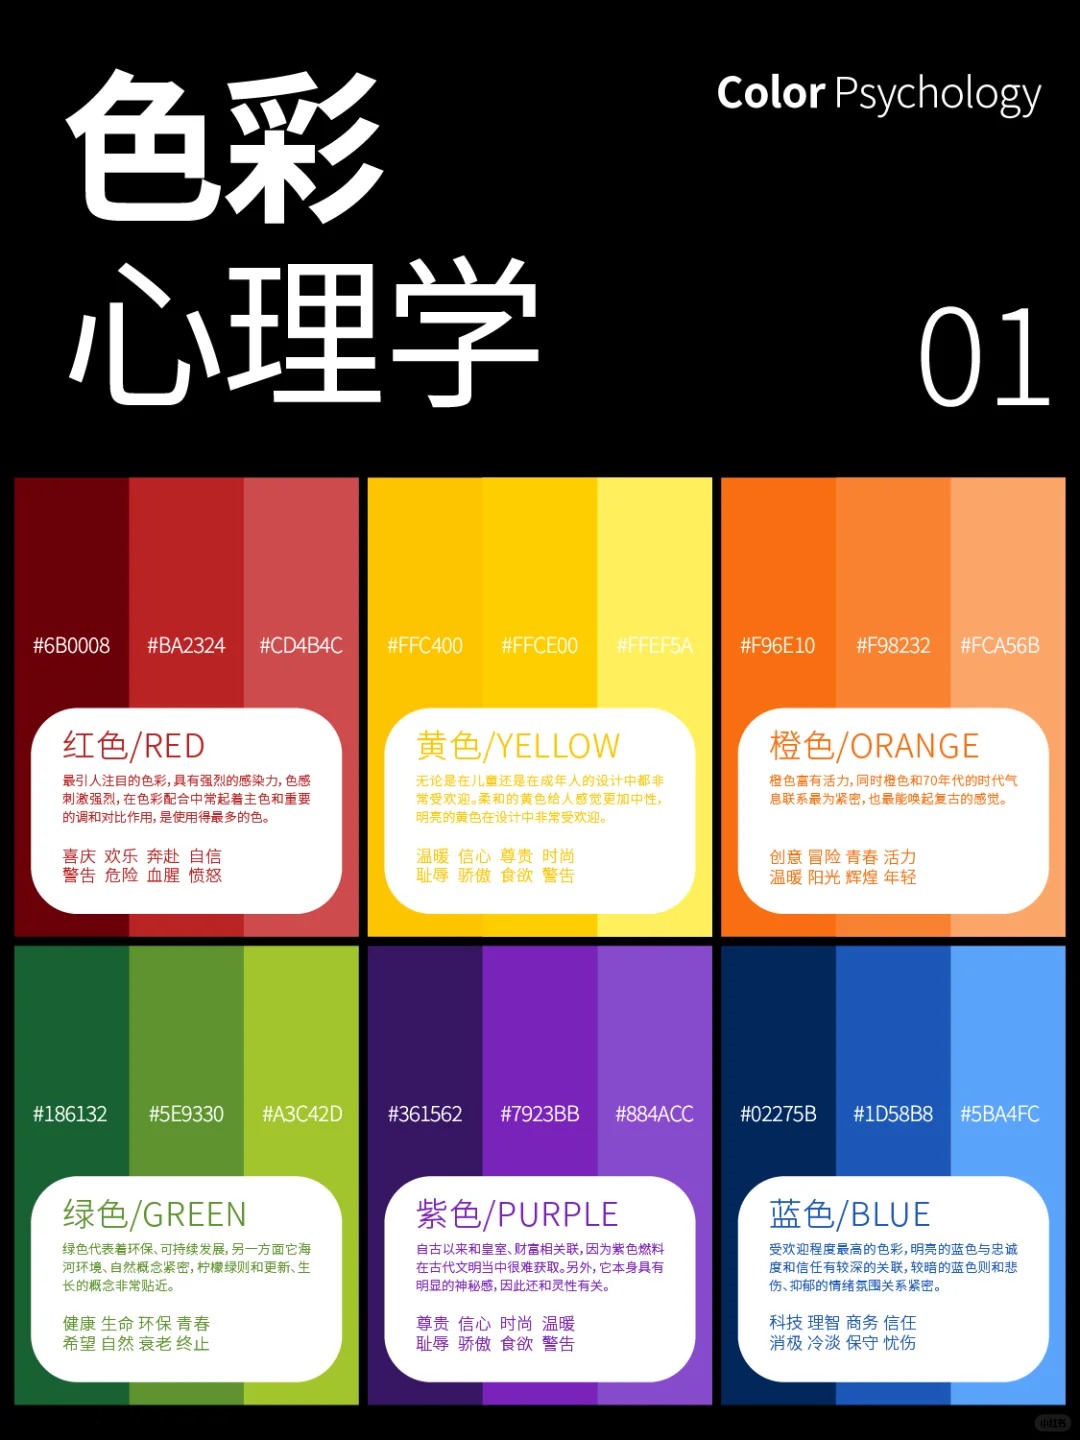 色彩
Color Psychology
心理学
01
#6B0008 #BA2324 #CD4B4C
红色/RED
最引人注目的色彩,具有强烈的感染力,色感
刺激强烈,在色彩配合中常起着主色和重要
的调和对比作用,是使用得最多的色。
喜庆 欢乐 奔赴 自信
警告 危险 血腥 愤怒
#FFC400 #FFCE00 #FFEF5A
黄色/YELLOW
无论是在儿童还是在成年人的设计中都非
常受欢迎。柔和的黄色给人感觉更加中性,
明亮的黄色在设计中非常受欢迎。
温暖 信心 尊贵 时尚
耻辱 骄傲 食欲 警告
#F96E10 #F98232 #FCA56B
橙色/ORANGE
橙色富有活力,同时橙色和70年代的时代气
息联系最为紧密,也最能唤起复古的感觉。
创意 冒险 青春 活力
温暖 阳光 辉煌 年轻
#186132 #5E9330 #A3C42D
绿色/GREEN
绿色代表着环保、可持续发展,另一方面它海
河环境、自然概念紧密,柠檬绿则和更新、生
长的概念非常贴近。
健康 生命 环保 青春
希望 自然 衰老 终止
#361562 #7923BB #884ACC
紫色/PURPLE
自古以来和皇室、财富相关联,因为紫色燃料
在古代文明当中很难获取。另外,它本身具有
明显的神秘感,因此还和灵性有关。
尊贵 信心 时尚 温暖
耻辱 骄傲 食欲 警告
#02275B #1D58B8 #5BA4FC
蓝色/BLUE
受欢迎程度最高的色彩,明亮的蓝色与忠诚
度和信任有较深的关联,较暗的蓝色则和悲
伤、抑郁的情绪氛围关系紧密。
科技 理智 商务 信任
消极 冷淡 保守 忧伤
小红书